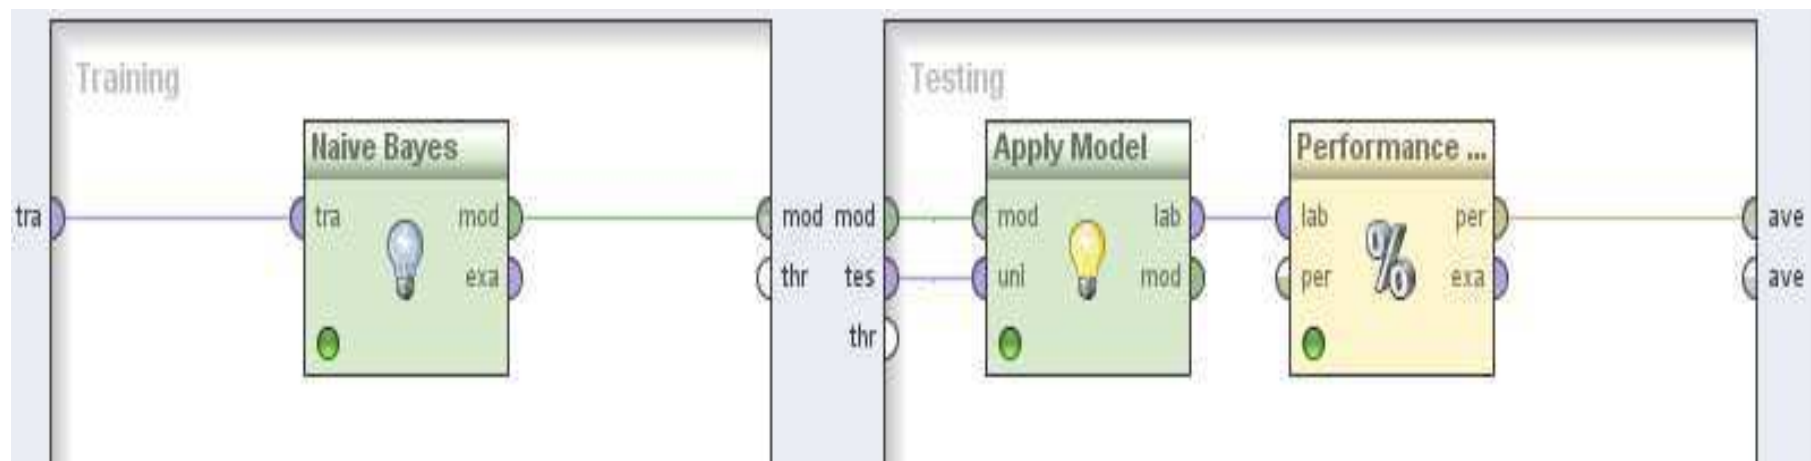 Training
Testing
Naive Bayes
Apply Model
Performance ...
tra
tra
mod
mod mod
mod
lab
lab
per
ave
exa
thr
tes
uni
mod
per
exa
ave
thr